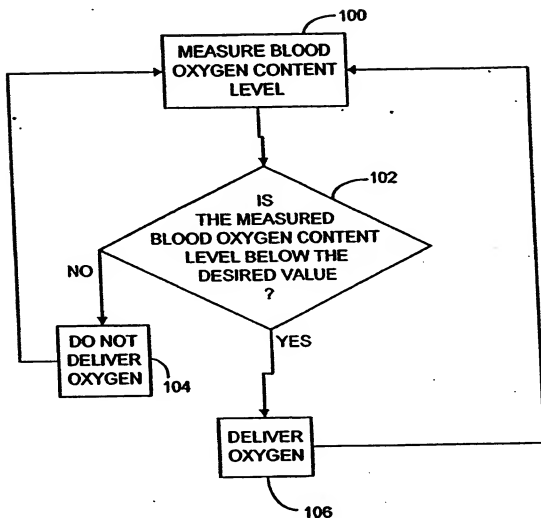 100
MEASURE BLOOD
OXYGEN CONTENT
LEVEL
102
IS
THE MEASURED
BLOOD OXYGEN CONTENT
LEVEL BELOW THE
DESIRED VALUE
?
NO
YES
DO NOT
DELIVER
OXYGEN
104
DELIVER
OXYGEN
106